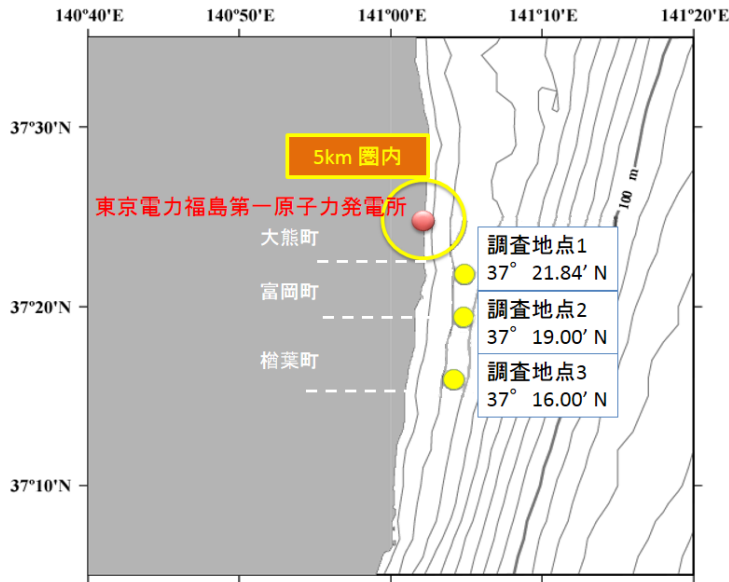 140°40'E 140°50'E 141°00'E 141°10'E 141°20'E
37°30'N
5km 圏内
100 m
東京電力福島第一原子力発電所
大熊町
調査地点1
37° 21.84’ N
富岡町
37°20'N
調査地点2
37° 19.00’ N
楢葉町
調査地点3
37° 16.00’ N
37°10'N